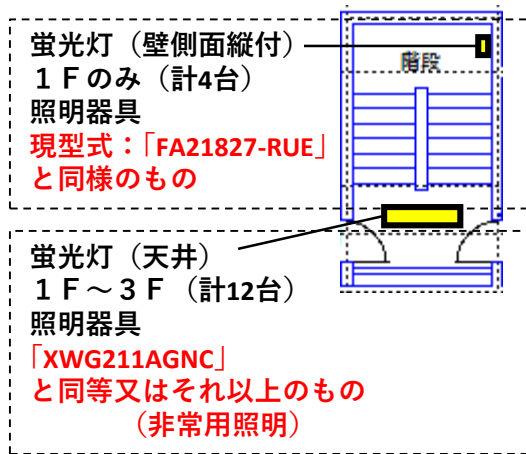 蛍光灯（壁側面縦付）
１Ｆのみ（計4台）
照明器具
現型式：「FA21827-RUE」
と同様のもの
階段
蛍光灯（天井）
１Ｆ～３Ｆ（計12台）
照明器具
「XWG211AGNC」
と同等又はそれ以上のもの
（非常用照明）